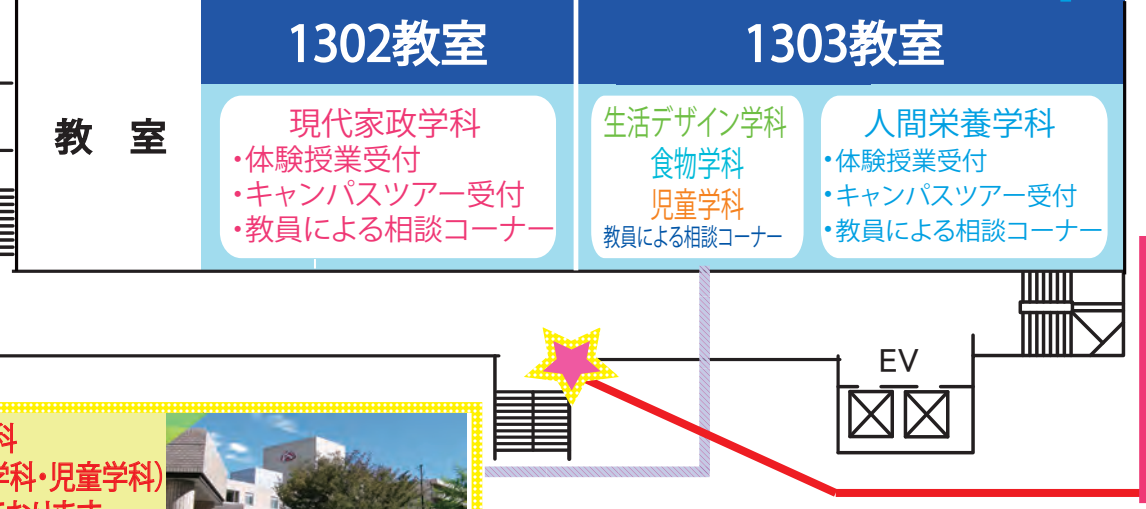 1302教室
1303教室
教 室
現代家政学科
・体験授業受付
・キャンパスツアー受付
・教員による相談コーナー
生活デザイン学科
食物学科
児童学科
教員による相談コーナー
人間栄養学科
・体験授業受付
・キャンパスツアー受付
・教員による相談コーナー
EV
科
学科・児童学科)
ております